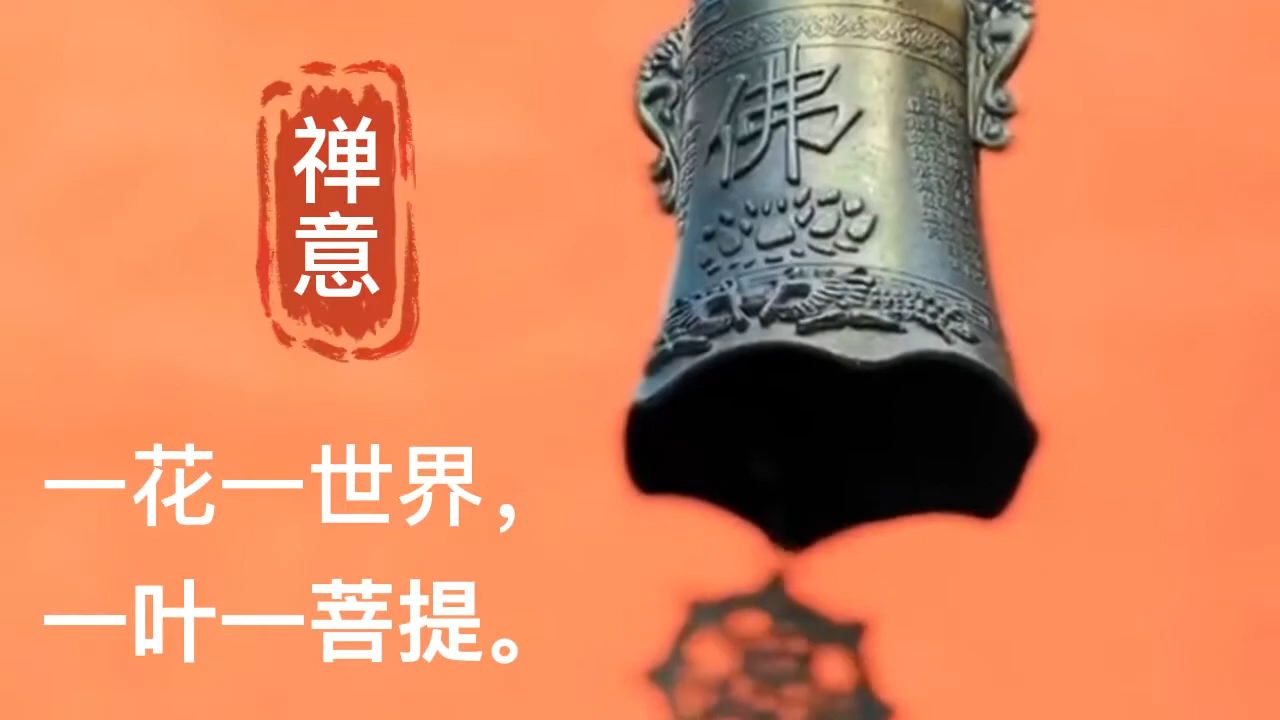 禅意
一花一世界，
一叶一菩提。
佛